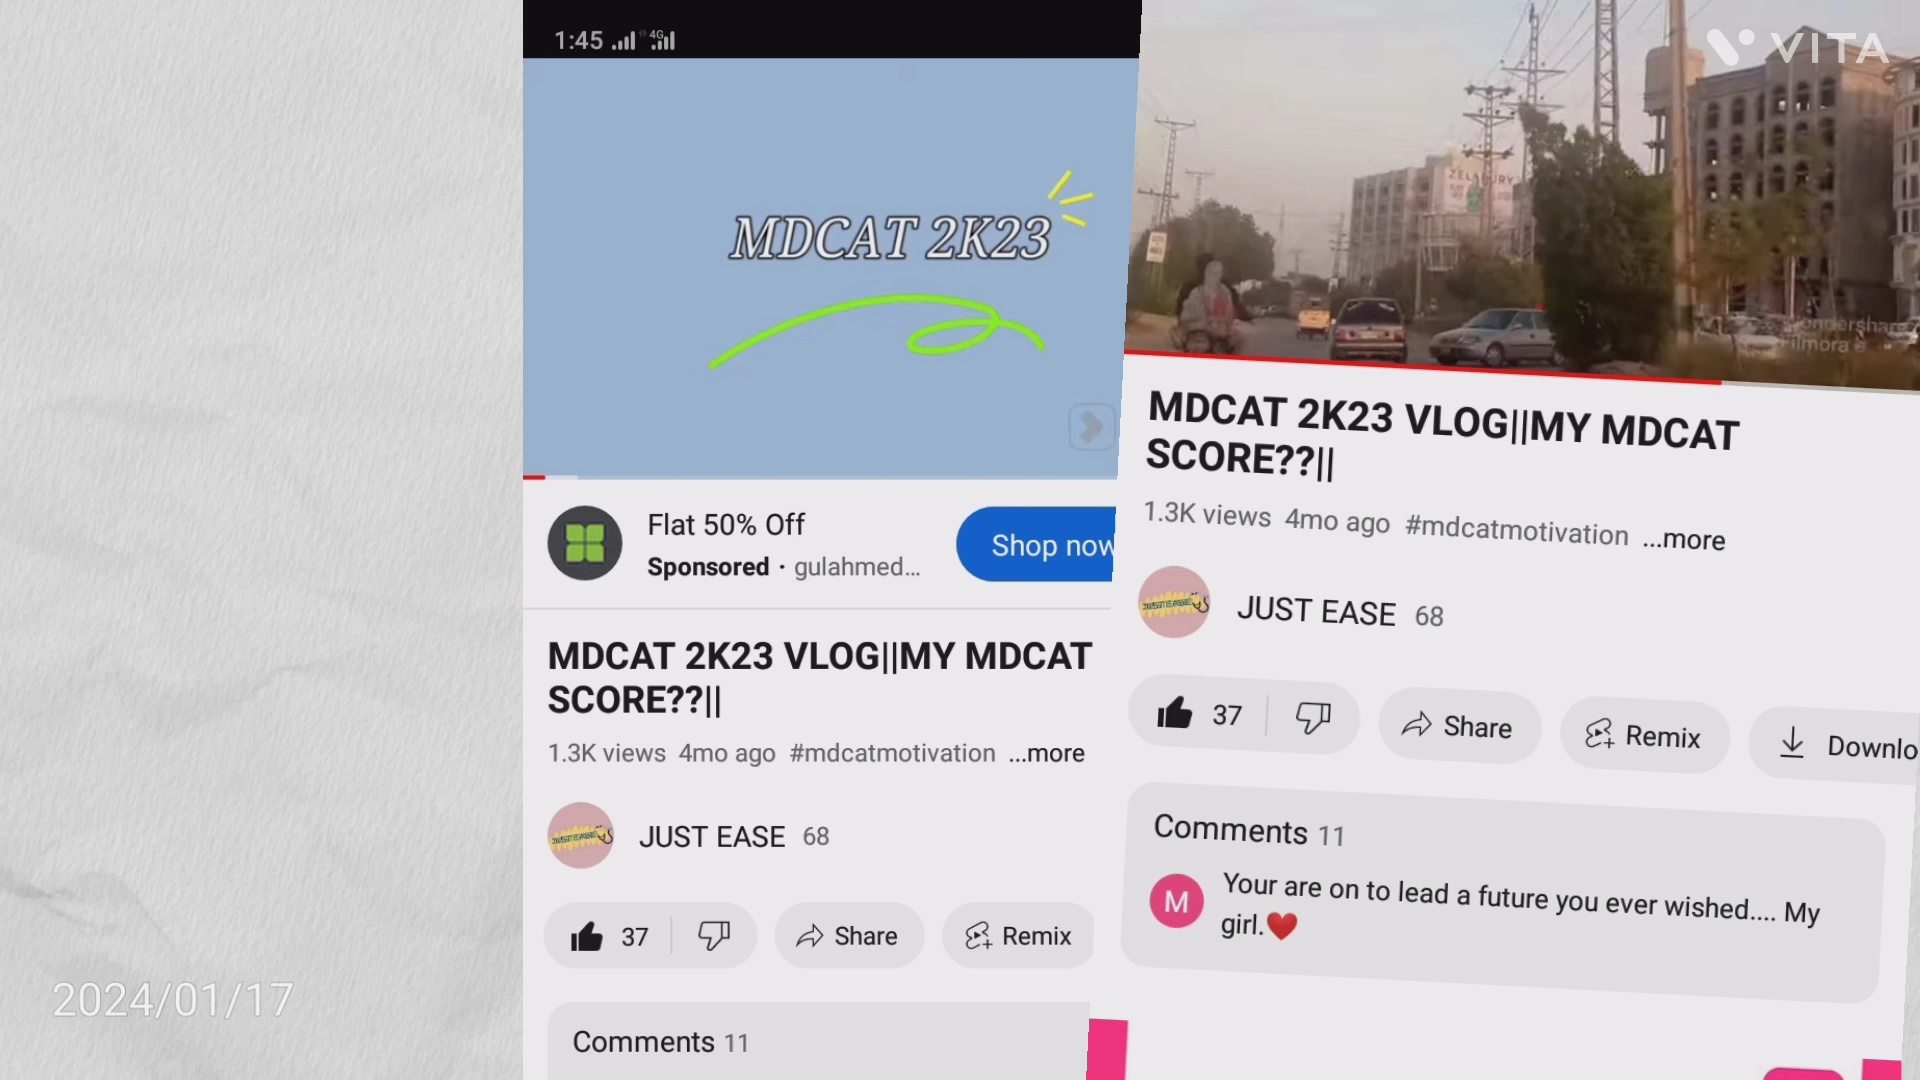 1:45
4G
MDCAT 2K23
Flat 50% Off
Sponsored · gulahmed...
Shop now
MDCAT 2K23 VLOG||MY MDCAT
SCORE??||
1.3K views 4mo ago #mdcatmotivation ...more
JUST EASE 68
37
Share
Remix
Comments 11
2024/01/17
VITA
MDCAT 2K23 VLOG||MY MDCAT
SCORE??||
1.3K views 4mo ago #mdcatmotivation ...more
JUST EASE 68
37
Share
Remix
Downlo
Comments 11
M
Your are on to lead a future you ever wished.... My
girl.❤️